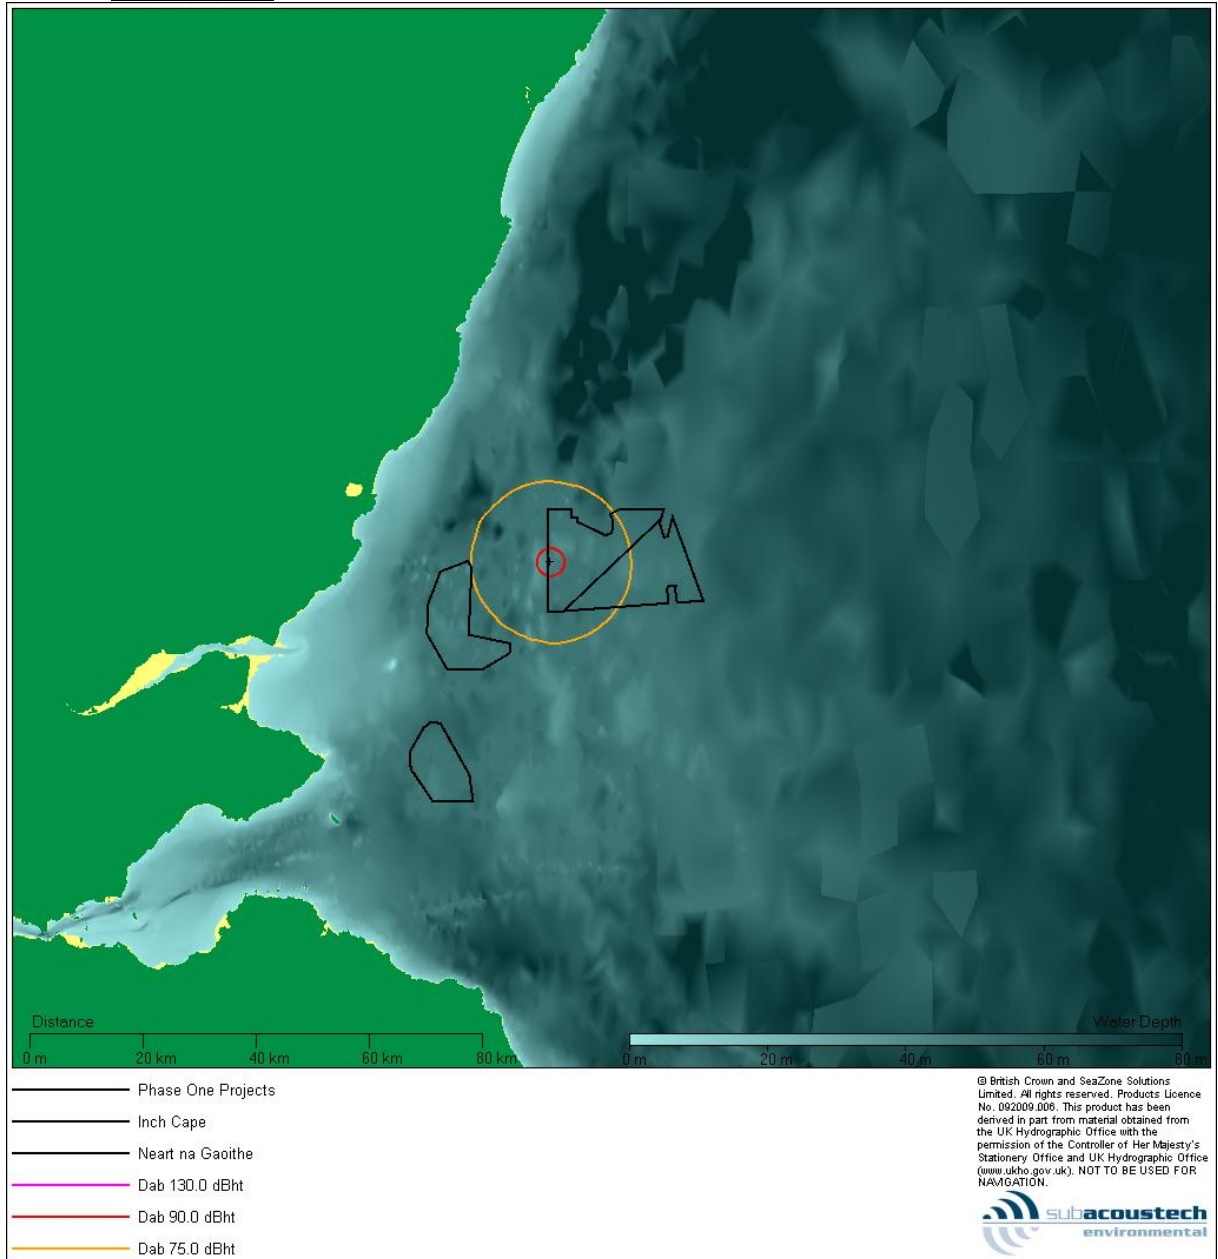 Distance
0 m 20 km 40 km 60 km 80 km
Water Depth
0 m 20 m 40 m 60 m 80 m
Phase One Projects
Inch Cape
Neart na Gaoithe
Dab 130.0 dBht
Dab 90.0 dBht
Dab 75.0 dBht
@ British Crown and SeaZone Solutions
Limited. All rights reserved. Products Licence
No. 092009.006. This product has been
derived in part from material obtained from
the UK Hydrographic Office with the
permission of the Controller of Her Majesty's
Stationery Office and UK Hydrographic Office
(www.ukho.gov.uk). NOT TO BE USED FOR
NAVIGATION.
subacoustech
environmental